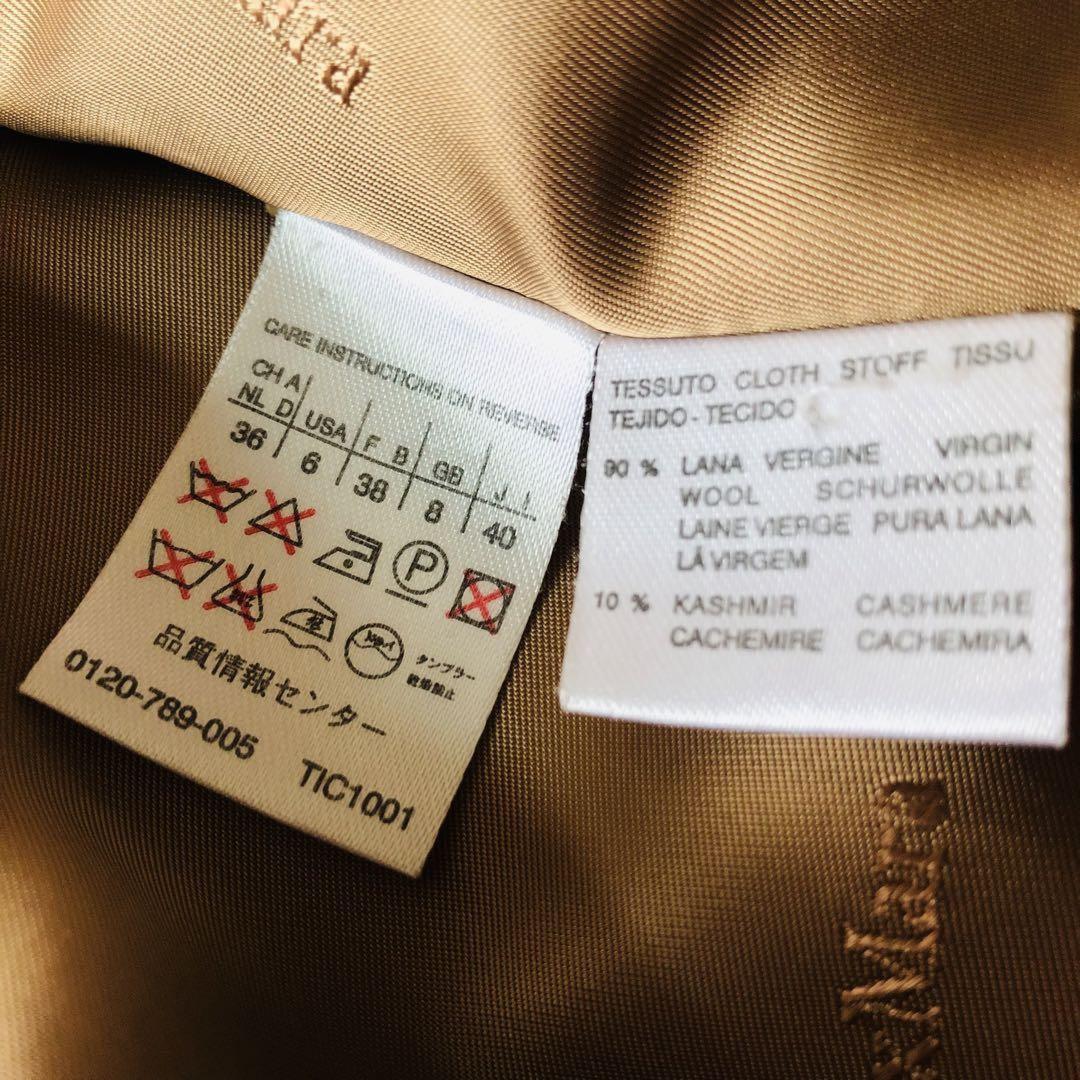 CARE INSTRUCTIONS ON REVERSE
CH A
NL D USA F B GB J I
36 6 38 8 40
P
タンブラー
乾燥禁止
品質情報センター
0120-789-005 TIC1001
TESSUTO CLOTH STOFF TISSU
TEJIDO - TECIDO
90 % LANA VERGINE VIRGIN
WOOL SCHURWOLLE
LAINE VIERGE PURA LANA
LÃ VIRGEM
10 % KASHMIR CASHMERE
CACHEMIRE CACHEMIRA
Mara